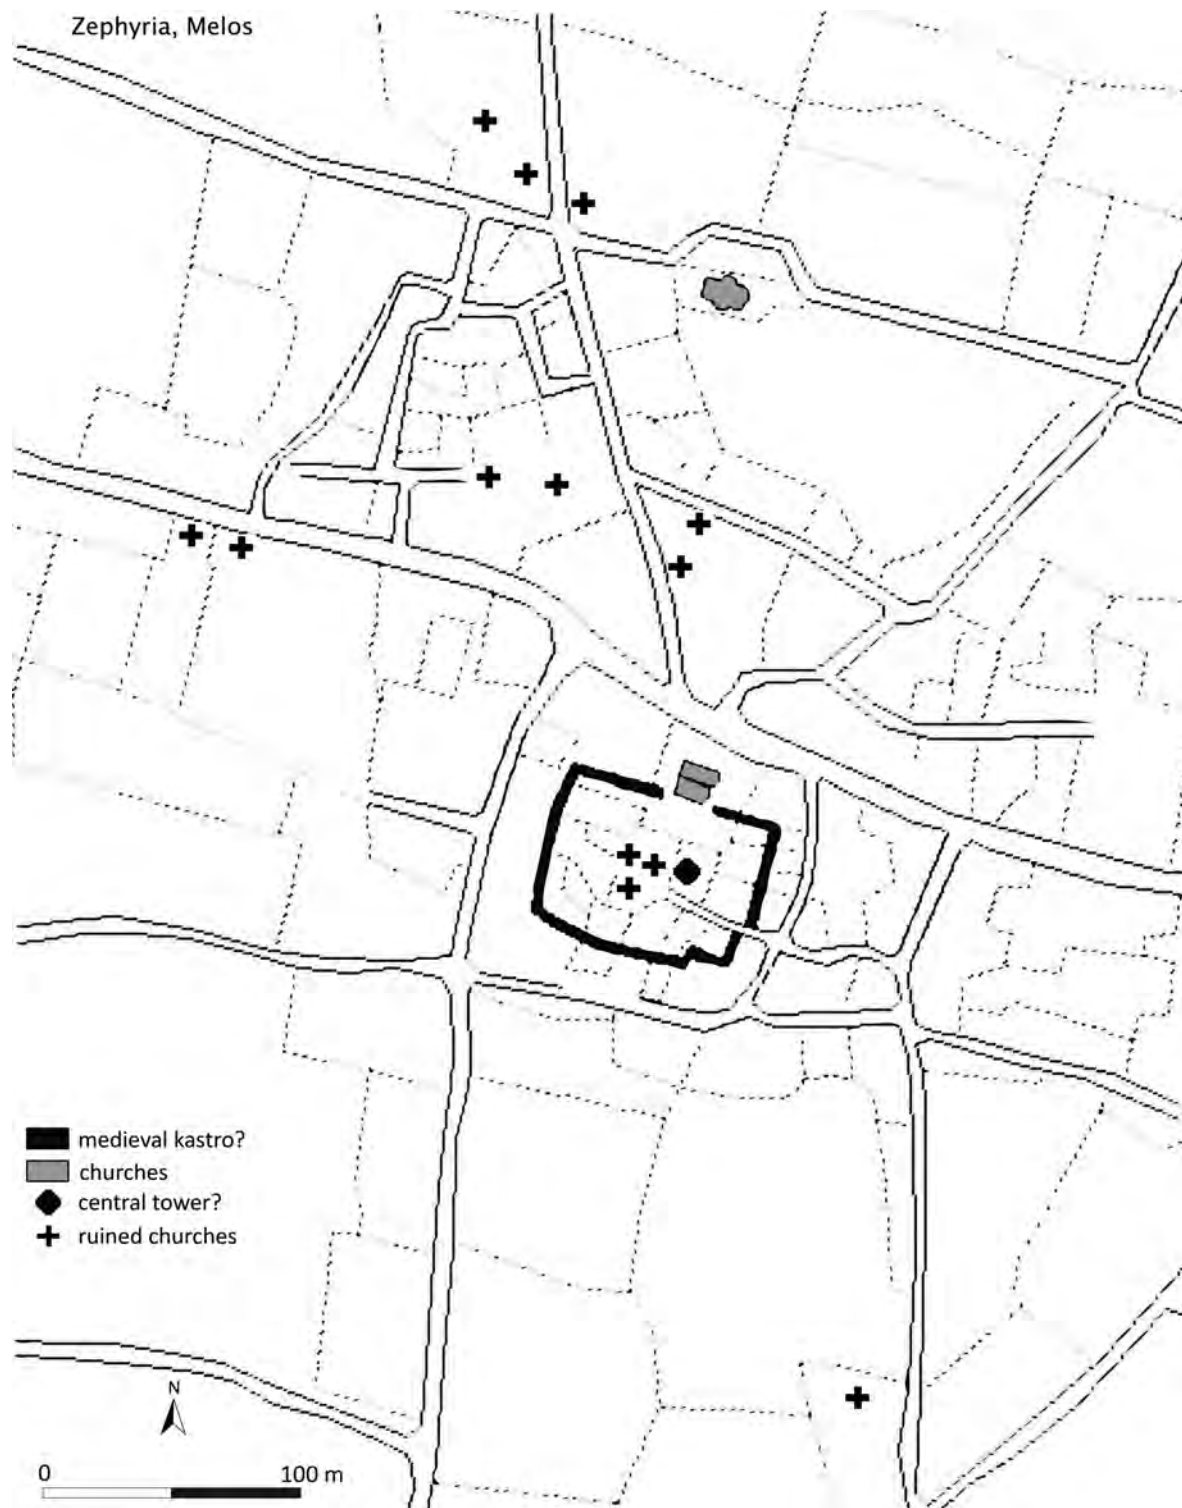 Zephyria, Melos
medieval kastro?
churches
central tower?
ruined churches
N
0 100 m